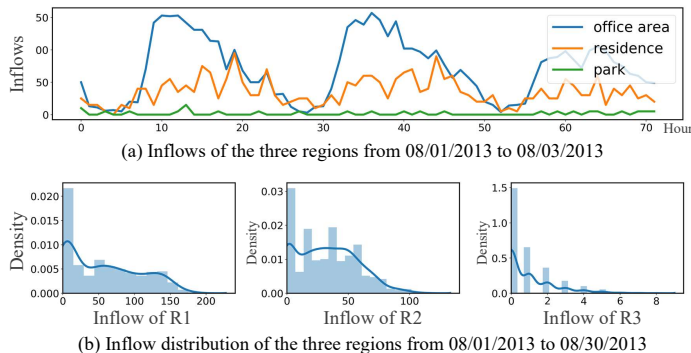 office area
residence
park
Inflows
00
50
00
50
0
0 10 20 30 40 50 60 70
Hour
(a) Inflows of the three regions from 08/01/2013 to 08/03/2013
Density
0.020
0.015
0.010
0.005
0.000
0 50 100 150 200
Inflow of R1
Density
0.03
0.02
0.01
0.00
0 50 100
Inflow of R2
Density
1.5
1.0
0.5
0.0
0 2 4 6 8
Inflow of R3
(b) Inflow distribution of the three regions from 08/01/2013 to 08/30/2013